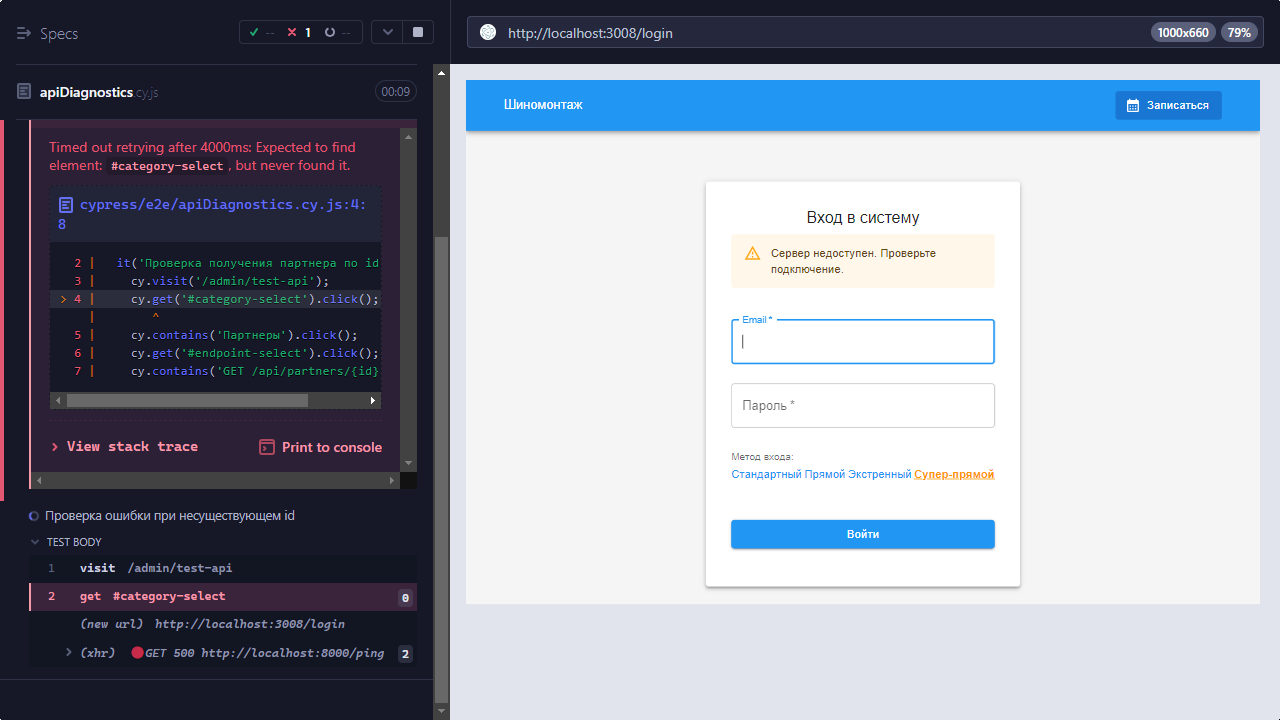 Specs
-- 1 --
apiDiagnostics.cy.js 00:09
Timed out retrying after 4000ms: Expected to find
element: #category-select, but never found it.
cypress/e2e/apiDiagnostics.cy.js:4:
8
2 | it('Проверка получения партнера по id
3 | cy.visit('/admin/test-api');
> 4 | cy.get('#category-select').click();
| ^
5 | cy.contains('Партнеры').click();
6 | cy.get('#endpoint-select').click();
7 | cy.contains('GET /api/partners/{id}
View stack trace Print to console
Проверка ошибки при несуществующем id
TEST BODY
1 visit /admin/test-api
2 get #category-select 0
(new url) http://localhost:3008/login
(xhr) GET 500 http://localhost:8000/ping 2
http://localhost:3008/login 1000x660 79%
Шиномонтаж Записаться
Вход в систему
Сервер недоступен. Проверьте
подключение.
Email *
Пароль *
Метод входа:
Стандартный Прямой Экстренный Супер-прямой
Войти